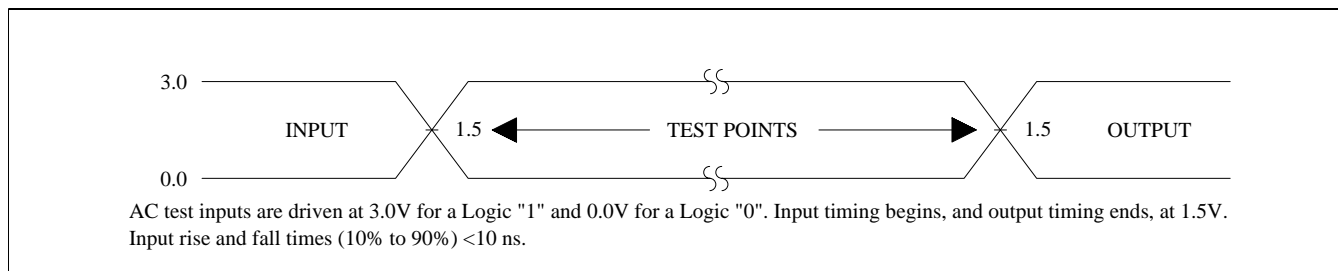 3.0
INPUT 1.5 TEST POINTS 1.5 OUTPUT
0.0
AC test inputs are driven at 3.0V for a Logic "1" and 0.0V for a Logic "0". Input timing begins, and output timing ends, at 1.5V.
Input rise and fall times (10% to 90%) <10 ns.